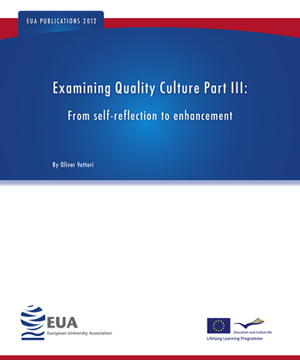 EUA PUBLICATIONS 2012
Examining Quality Culture Part III:
From self-reflection to enhancement
By Oliver Vettori
EUA
European University Association
Education and Culture DG
Lifelong Learning Programme